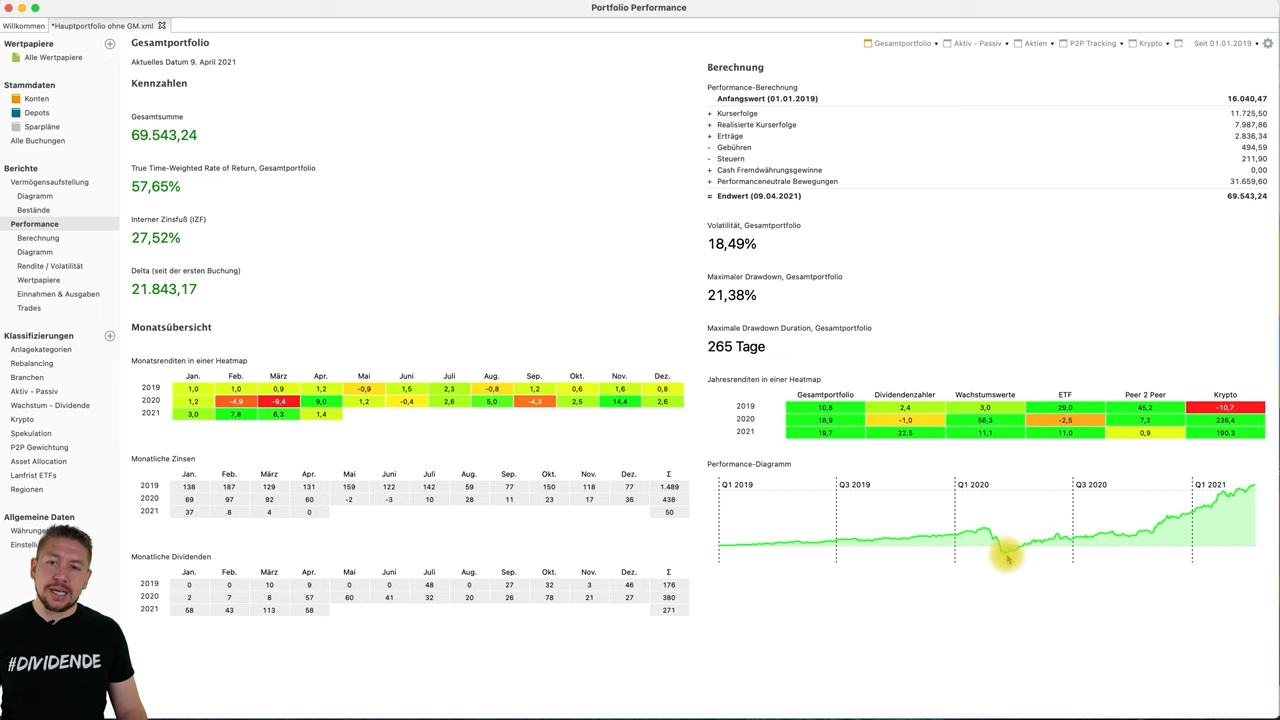 Portfolio Performance
Willkommen
*Hauptportfolio ohne GM.xml
Wertpapiere
Alle Wertpapiere
Stammdaten
Konten
Depots
Sparpläne
Alle Buchungen
Berichte
Vermögensaufstellung
Diagramm
Bestände
Performance
Berechnung
Diagramm
Rendite / Volatilität
Wertpapiere
Einnahmen & Ausgaben
Trades
Klassifizierungen
Anlagekategorien
Rebalancing
Branchen
Aktiv - Passiv
Wachstum - Dividende
Krypto
Spekulation
P2P Gewichtung
Asset Allocation
Lanfrist ETFs
Regionen
Allgemeine Daten
#DIVIDENDE
Gesamtportfolio
Gesamtportfolio Aktiv - Passiv Aktien P2P Tracking Krypto Seit 01.01.2019
Aktuelles Datum 9. April 2021
Kennzahlen
Gesamtsumme
69.543,24
True Time-Weighted Rate of Return, Gesamtportfolio
57,65%
Interner Zinsfuß (IZF)
27,52%
Delta (seit der ersten Buchung)
21.843,17
Monatsübersicht
Monatsrenditen in einer Heatmap
Jan. Feb. März Apr. Mai Juni Juli Aug. Sep. Okt. Nov. Dez.
2019 1,0 1,0 0,9 1,2 -0,9 1,5 2,3 -0,8 1,2 0,6 1,6 0,8
2020 1,2 -4,9 -9,4 9,0 1,2 -0,4 2,6 5,0 -4,3 2,5 14,4 2,6
2021 3,0 7,8 6,3 1,4
Monatliche Zinsen
Jan. Feb. März Apr. Mai Juni Juli Aug. Sep. Okt. Nov. Dez. Σ
2019 138 187 129 131 159 122 142 59 77 150 118 77 1.489
2020 69 97 92 60 -2 -3 10 28 11 23 17 36 438
2021 37 8 4 0 50
Monatliche Dividenden
Jan. Feb. März Apr. Mai Juni Juli Aug. Sep. Okt. Nov. Dez. Σ
2019 0 0 10 9 0 0 48 0 27 32 3 46 176
2020 2 7 8 57 60 41 32 20 26 78 21 27 380
2021 58 43 113 58 271
Berechnung
Performance-Berechnung
Anfangswert (01.01.2019) 16.040,47
+ Kurserfolge 11.725,50
+ Realisierte Kurserfolge 7.987,86
+ Erträge 2.836,34
- Gebühren 494,59
- Steuern 211,90
+ Cash Fremdwährungsgewinne 0,00
+ Performanceneutrale Bewegungen 31.659,60
= Endwert (09.04.2021) 69.543,24
Volatilität, Gesamtportfolio
18,49%
Maximaler Drawdown, Gesamtportfolio
21,38%
Maximale Drawdown Duration, Gesamtportfolio
265 Tage
Jahresrenditen in einer Heatmap
Gesamtportfolio Dividendenzahler Wachstumswerte ETF Peer 2 Peer Krypto
2019 10,8 2,4 3,0 29,0 45,2 -10,7
2020 18,9 -1,0 56,3 -2,5 7,2 236,4
2021 19,7 22,5 11,1 11,0 0,9 190,3
Performance-Diagramm
Q1 2019 Q3 2019 Q1 2020 Q3 2020 Q1 2021